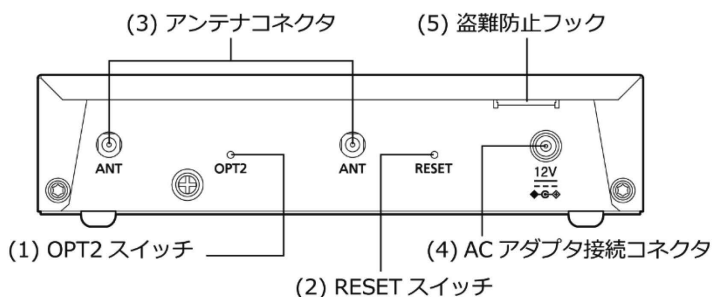 (3) アンテナコネクタ
(5) 盗難防止フック
ANT
OPT2
ANT
RESET
12V
(1) OPT2 スイッチ
(4) AC アダプタ接続コネクタ
(2) RESET スイッチ